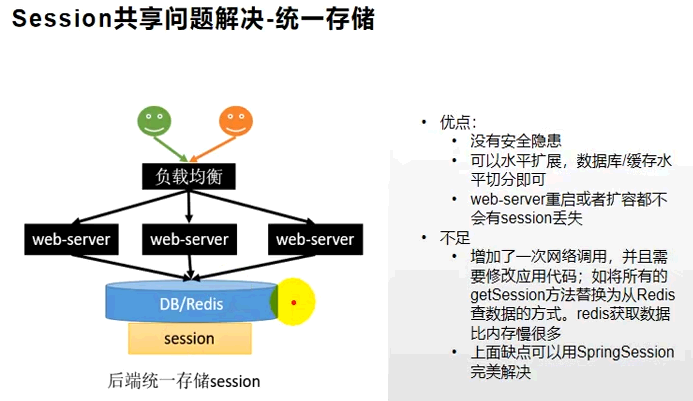 Session共享问题解决-统一存储
负载均衡
web-server
web-server
web-server
DB/Redis
session
后端统一存储session
• 优点：
• 没有安全隐患
• 可以水平扩展，数据库/缓存水
平切分即可
• web-server重启或者扩容都不
会有session丢失
• 不足
• 增加了一次网络调用，并且需
要修改应用代码；如将所有的
getSession方法替换为从Redis
查数据的方式。redis获取数据
比内存慢很多
• 上面缺点可以用SpringSession
完美解决